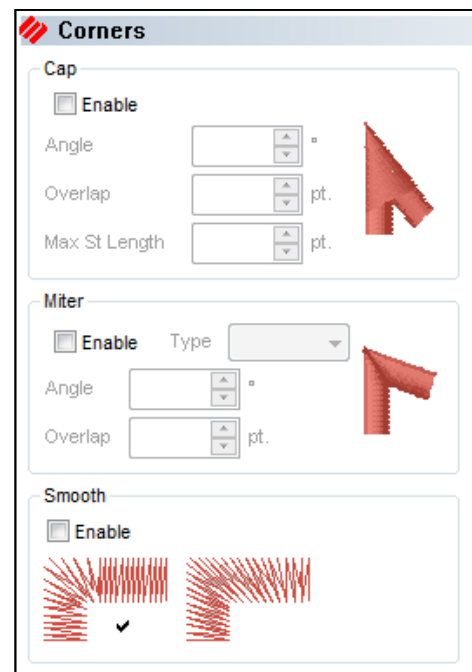 Corners
Cap
Enable
Angle °
Overlap pt.
Max St Length pt.
Miter
Enable Type
Angle °
Overlap pt.
Smooth
Enable